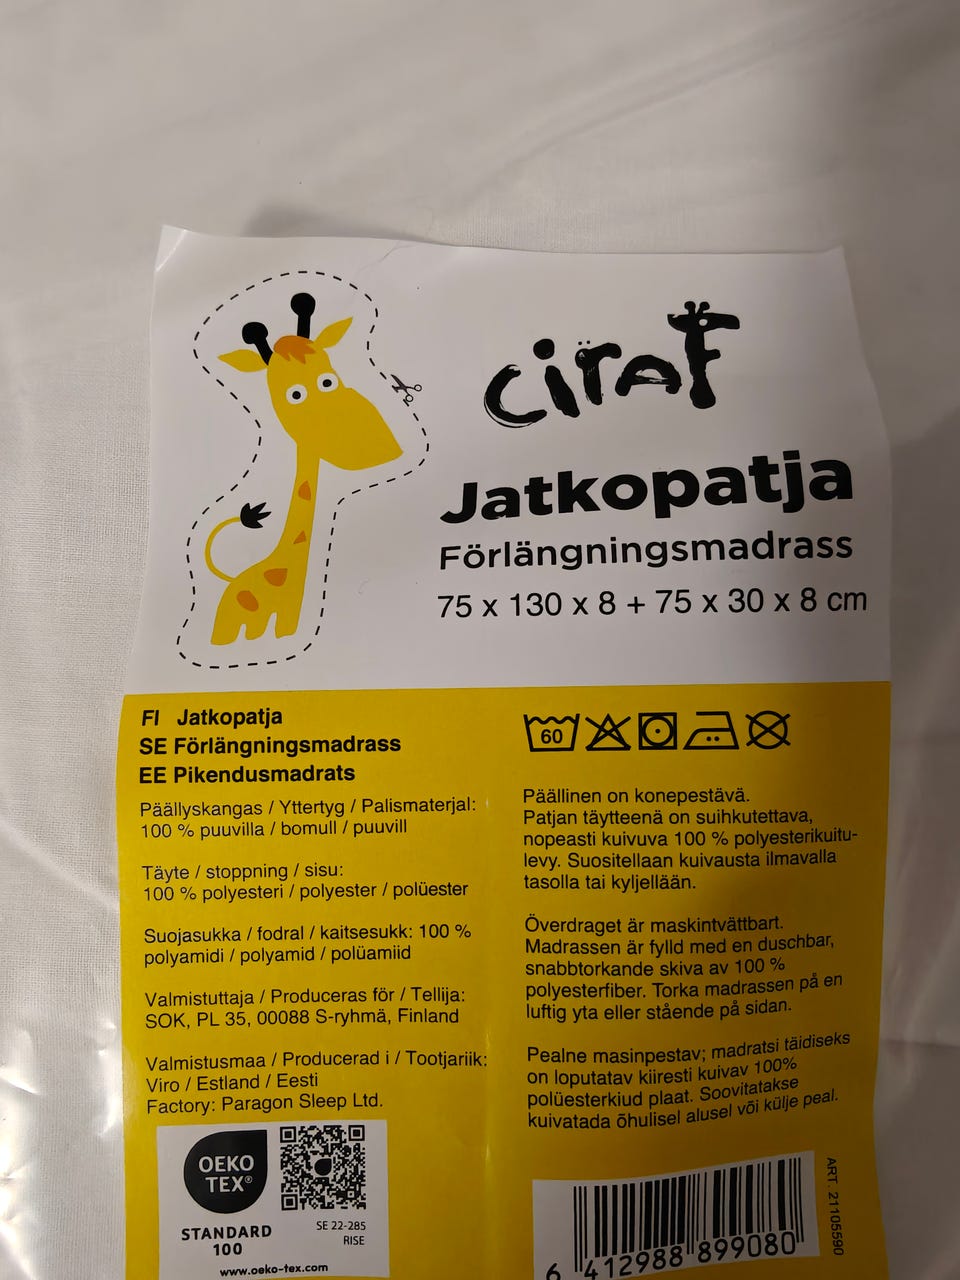 ciraf
Jatkopatja
Förlängningsmadrass
75 x 130 x 8 + 75 x 30 x 8 cm
FI Jatkopatja
SE Förlängningsmadrass
EE Pikendusmadrats
Päällyskangas / Yttertyg / Palismaterjal:
100 % puuvilla / bomull / puuvill
Täyte / stoppning / sisu:
100 % polyesteri / polyester / polüester
Suojasukka / fodral / kaitsesukk: 100 %
polyamidi / polyamid / polüamiid
Valmistuttaja / Produceras för / Tellija:
SOK, PL 35, 00088 S-ryhmä, Finland
Valmistusmaa / Producerad i / Tootjariik:
Viro / Estland / Eesti
Factory: Paragon Sleep Ltd.
OEKO
TEX®
STANDARD
100
SE 22-285
RISE
www.oeko-tex.com
60
Päällinen on konepestävä.
Patjan täytteenä on suihkutettava,
nopeasti kuivuva 100 % polyesterikuitu-
levy. Suositellaan kuivausta ilmavalla
tasolla tai kyljellään.
Överdraget är maskintvättbart.
Madrassen är fylld med en duschbar,
snabbtorkande skiva av 100 %
polyesterfiber. Torka madrassen på en
luftig yta eller stående på sidan.
Pealne masinpestav; madratsi täidiseks
on loputatav kiiresti kuivav 100%
polüesterkiud plaat. Soovitatakse
kuivatada õhulisel alusel või külje peal.
6 412988 899080
ART. 21105590